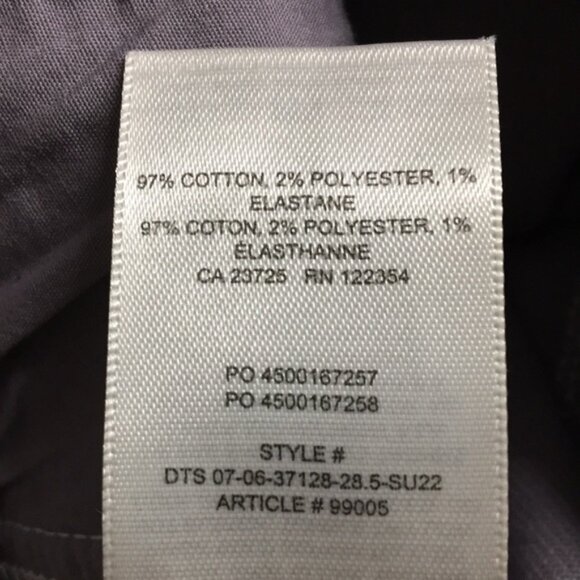 97% COTTON, 2% POLYESTER, 1%
ELASTANE
97% COTON, 2% POLYESTER, 1%
ÉLASTHANNE
CA 23725 RN 122354
PO 4500167257
PO 4500167258
STYLE #
DTS 07-06-37128-28.5-SU22
ARTICLE # 99005